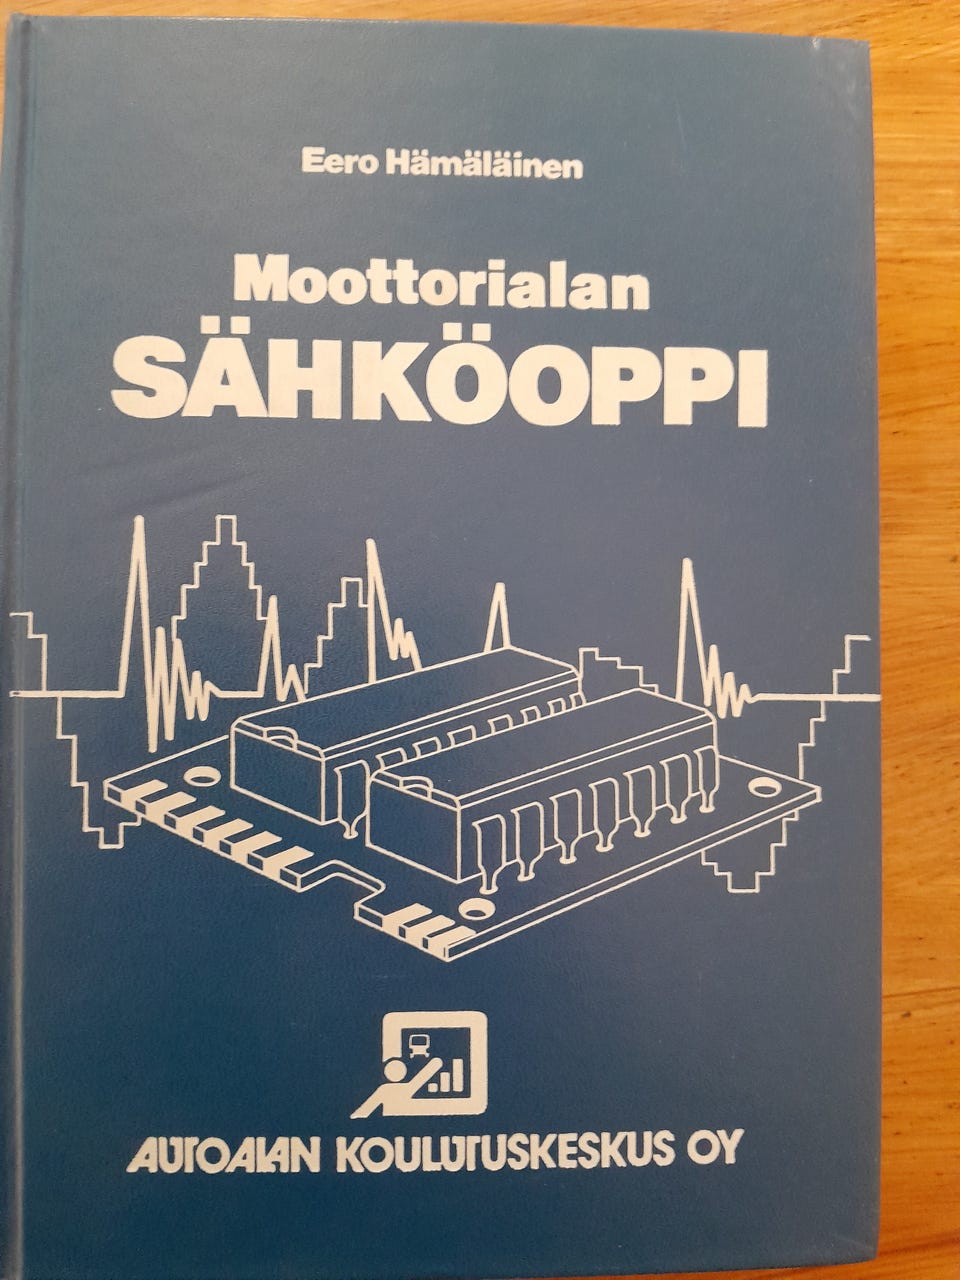 Eero Hämäläinen
Moottorialan
SÄHKÖOPPI
AUTOALAN KOULUTUSKESKUS OY